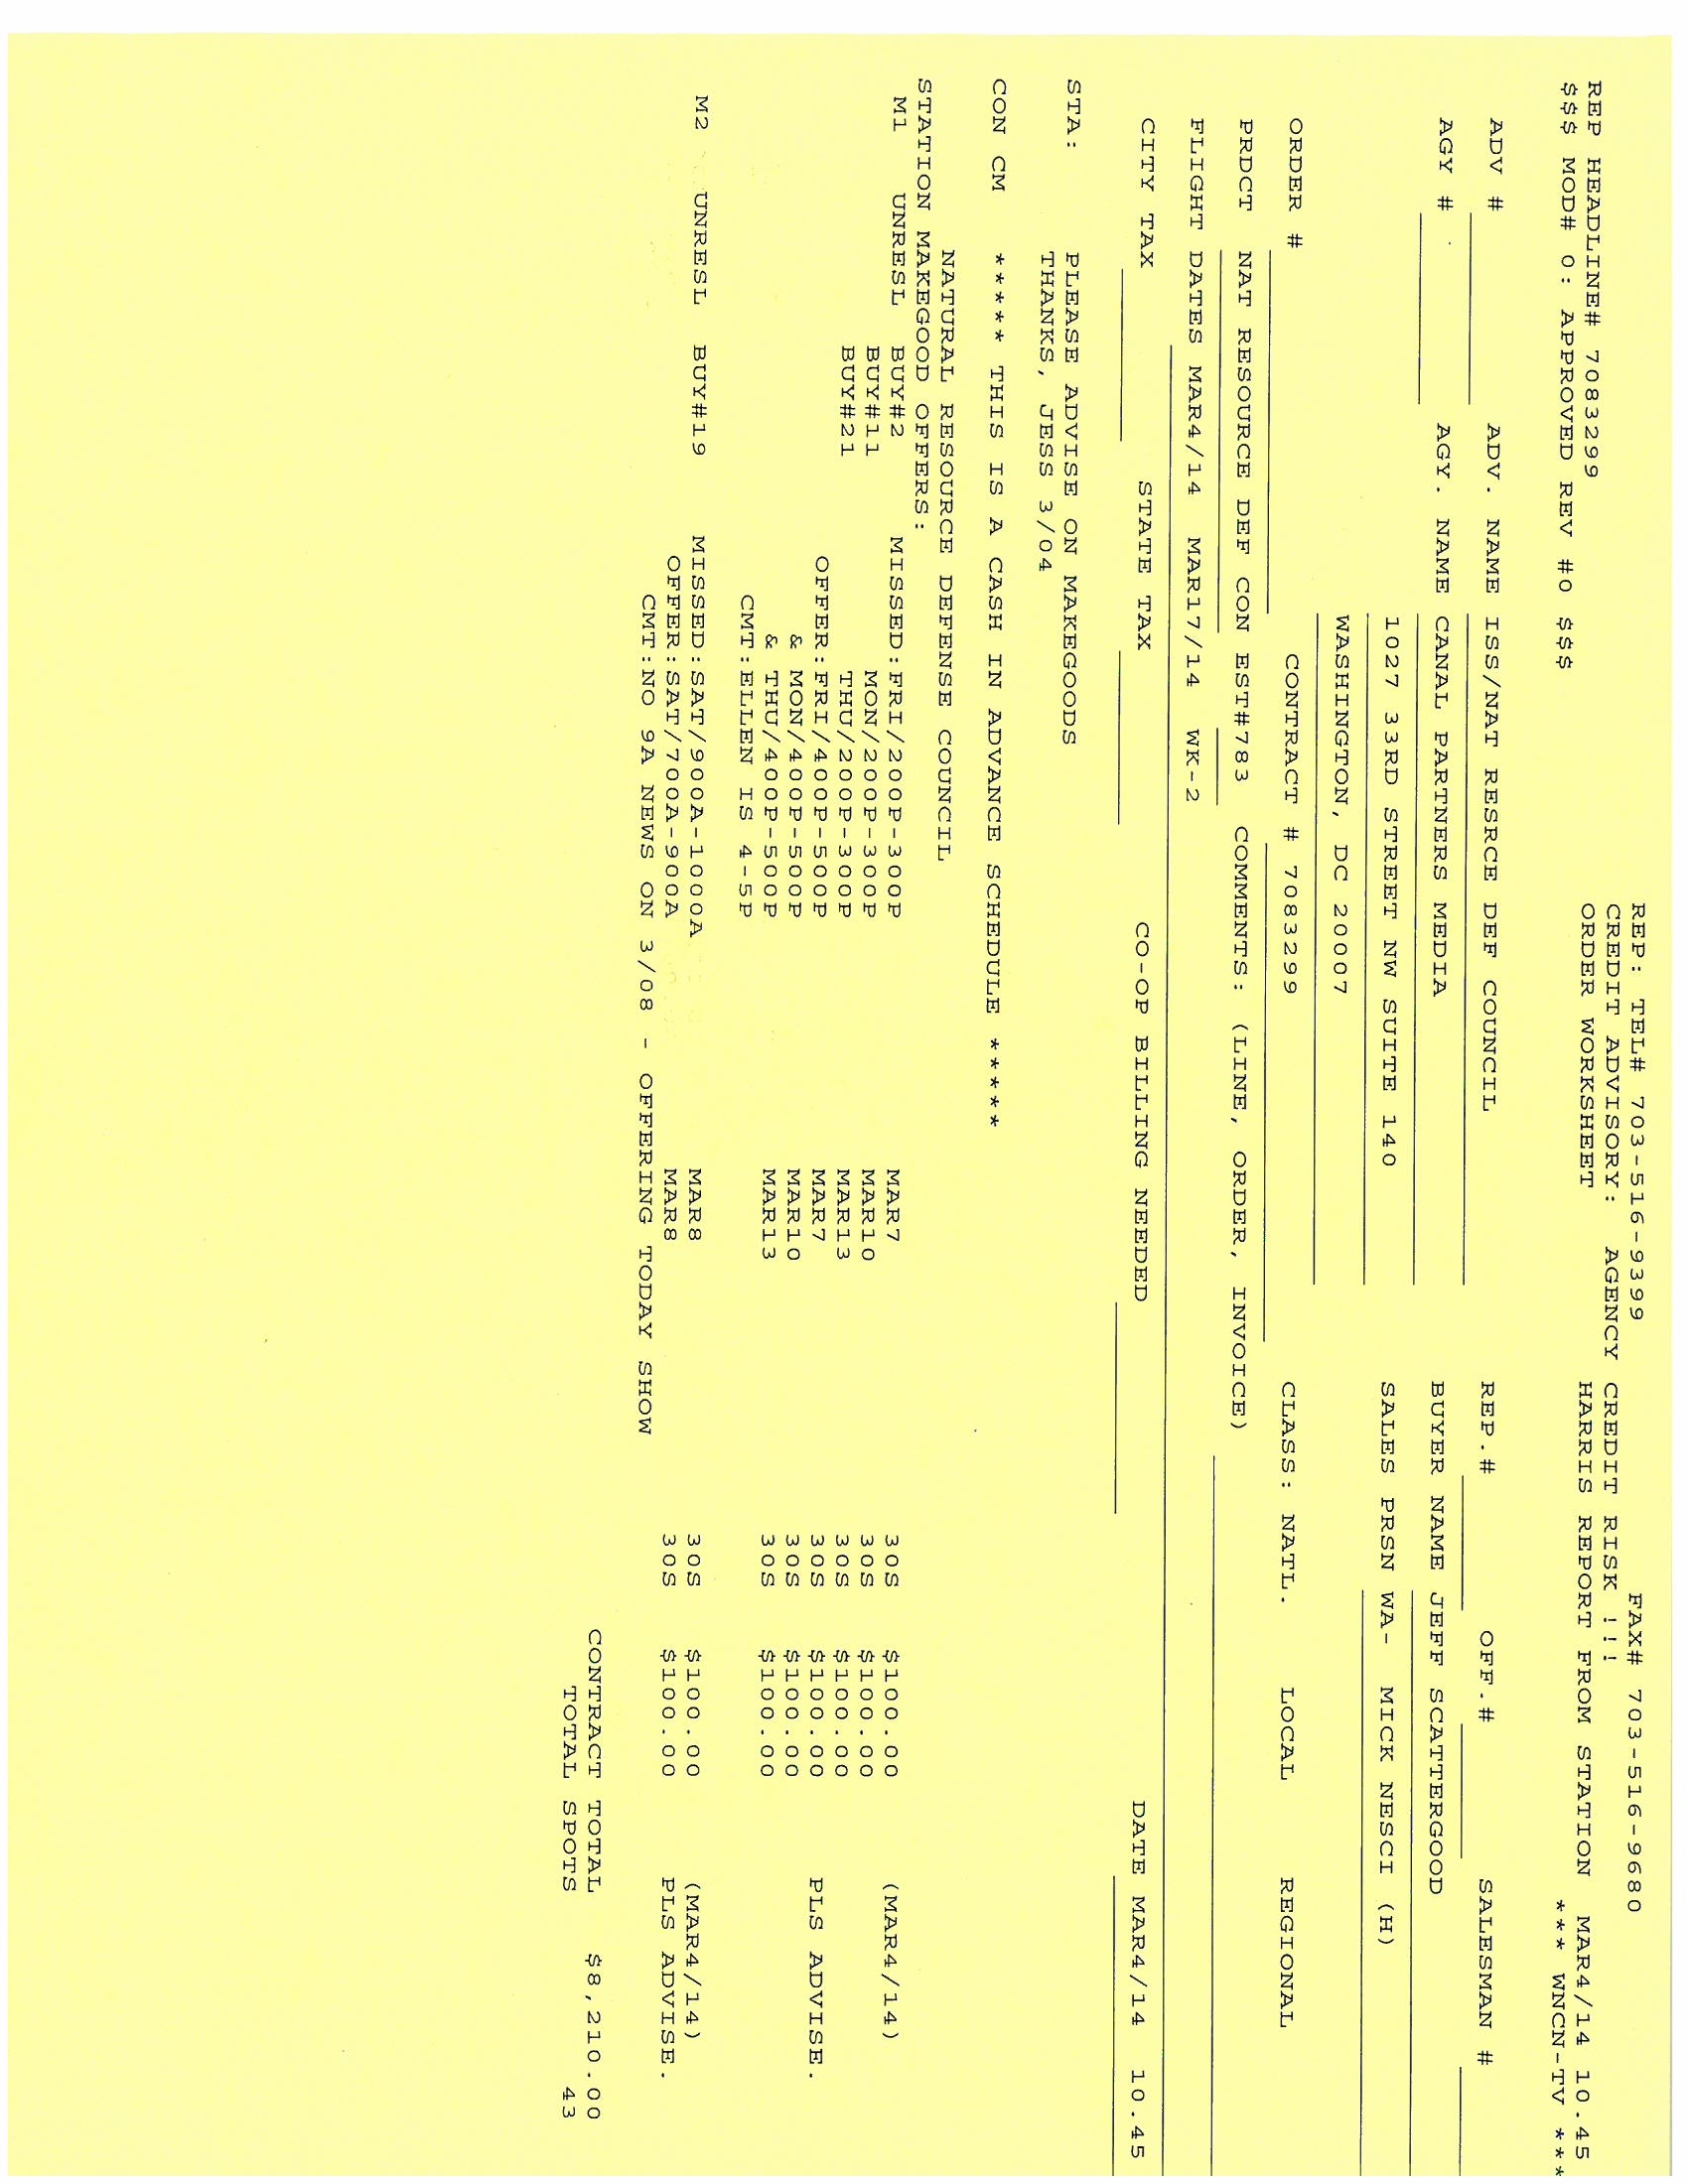 REP: TEL# 703-516-9399 FAX# 703-516-9680
CREDIT ADVISORY: AGENCY CREDIT RISK !!!
REP HEADLINE# 7083299 ORDER WORKSHEET HARRIS REPORT FROM STATION MAR4/14 10.45
$$$ MOD# 0: APPROVED REV #0 $$$ *** WNCN-TV ***
ADV # ADV. NAME ISS/NAT RESRCE DEF COUNCIL REP.# OFF.# SALESMAN #
AGY # AGY. NAME CANAL PARTNERS MEDIA BUYER NAME JEFF SCATTERGOOD
1027 33RD STREET NW SUITE 140 SALES PRSN WA- MICK NESCI (H)
WASHINGTON, DC 20007
ORDER # CONTRACT # 7083299 CLASS: NATL. LOCAL REGIONAL
PRDCT NAT RESOURCE DEF CON EST#783 COMMENTS: (LINE, ORDER, INVOICE)
FLIGHT DATES MAR4/14 MAR17/14 WK-2
CITY TAX STATE TAX CO-OP BILLING NEEDED DATE MAR4/14 10.45
STA: PLEASE ADVISE ON MAKEGOODS
THANKS, JESS 3/04
CON CM ***** THIS IS A CASH IN ADVANCE SCHEDULE *****
NATURAL RESOURCE DEFENSE COUNCIL
STATION MAKEGOOD OFFERS:
M1 UNRESL BUY#2 MISSED:FRI/200P-300P MAR7 30S $100.00 (MAR4/14)
BUY#11 MON/200P-300P MAR10 30S $100.00
BUY#21 THU/200P-300P MAR13 30S $100.00
OFFER:FRI/400P-500P MAR7 30S $100.00 PLS ADVISE.
& MON/400P-500P MAR10 30S $100.00
& THU/400P-500P MAR13 30S $100.00
CMT:ELLEN IS 4-5P
M2 UNRESL BUY#19 MISSED:SAT/900A-1000A MAR8 30S $100.00 (MAR4/14)
OFFER:SAT/700A-900A MAR8 30S $100.00 PLS ADVISE.
CMT:NO 9A NEWS ON 3/08 - OFFERING TODAY SHOW
CONTRACT TOTAL $8,210.00
TOTAL SPOTS 43